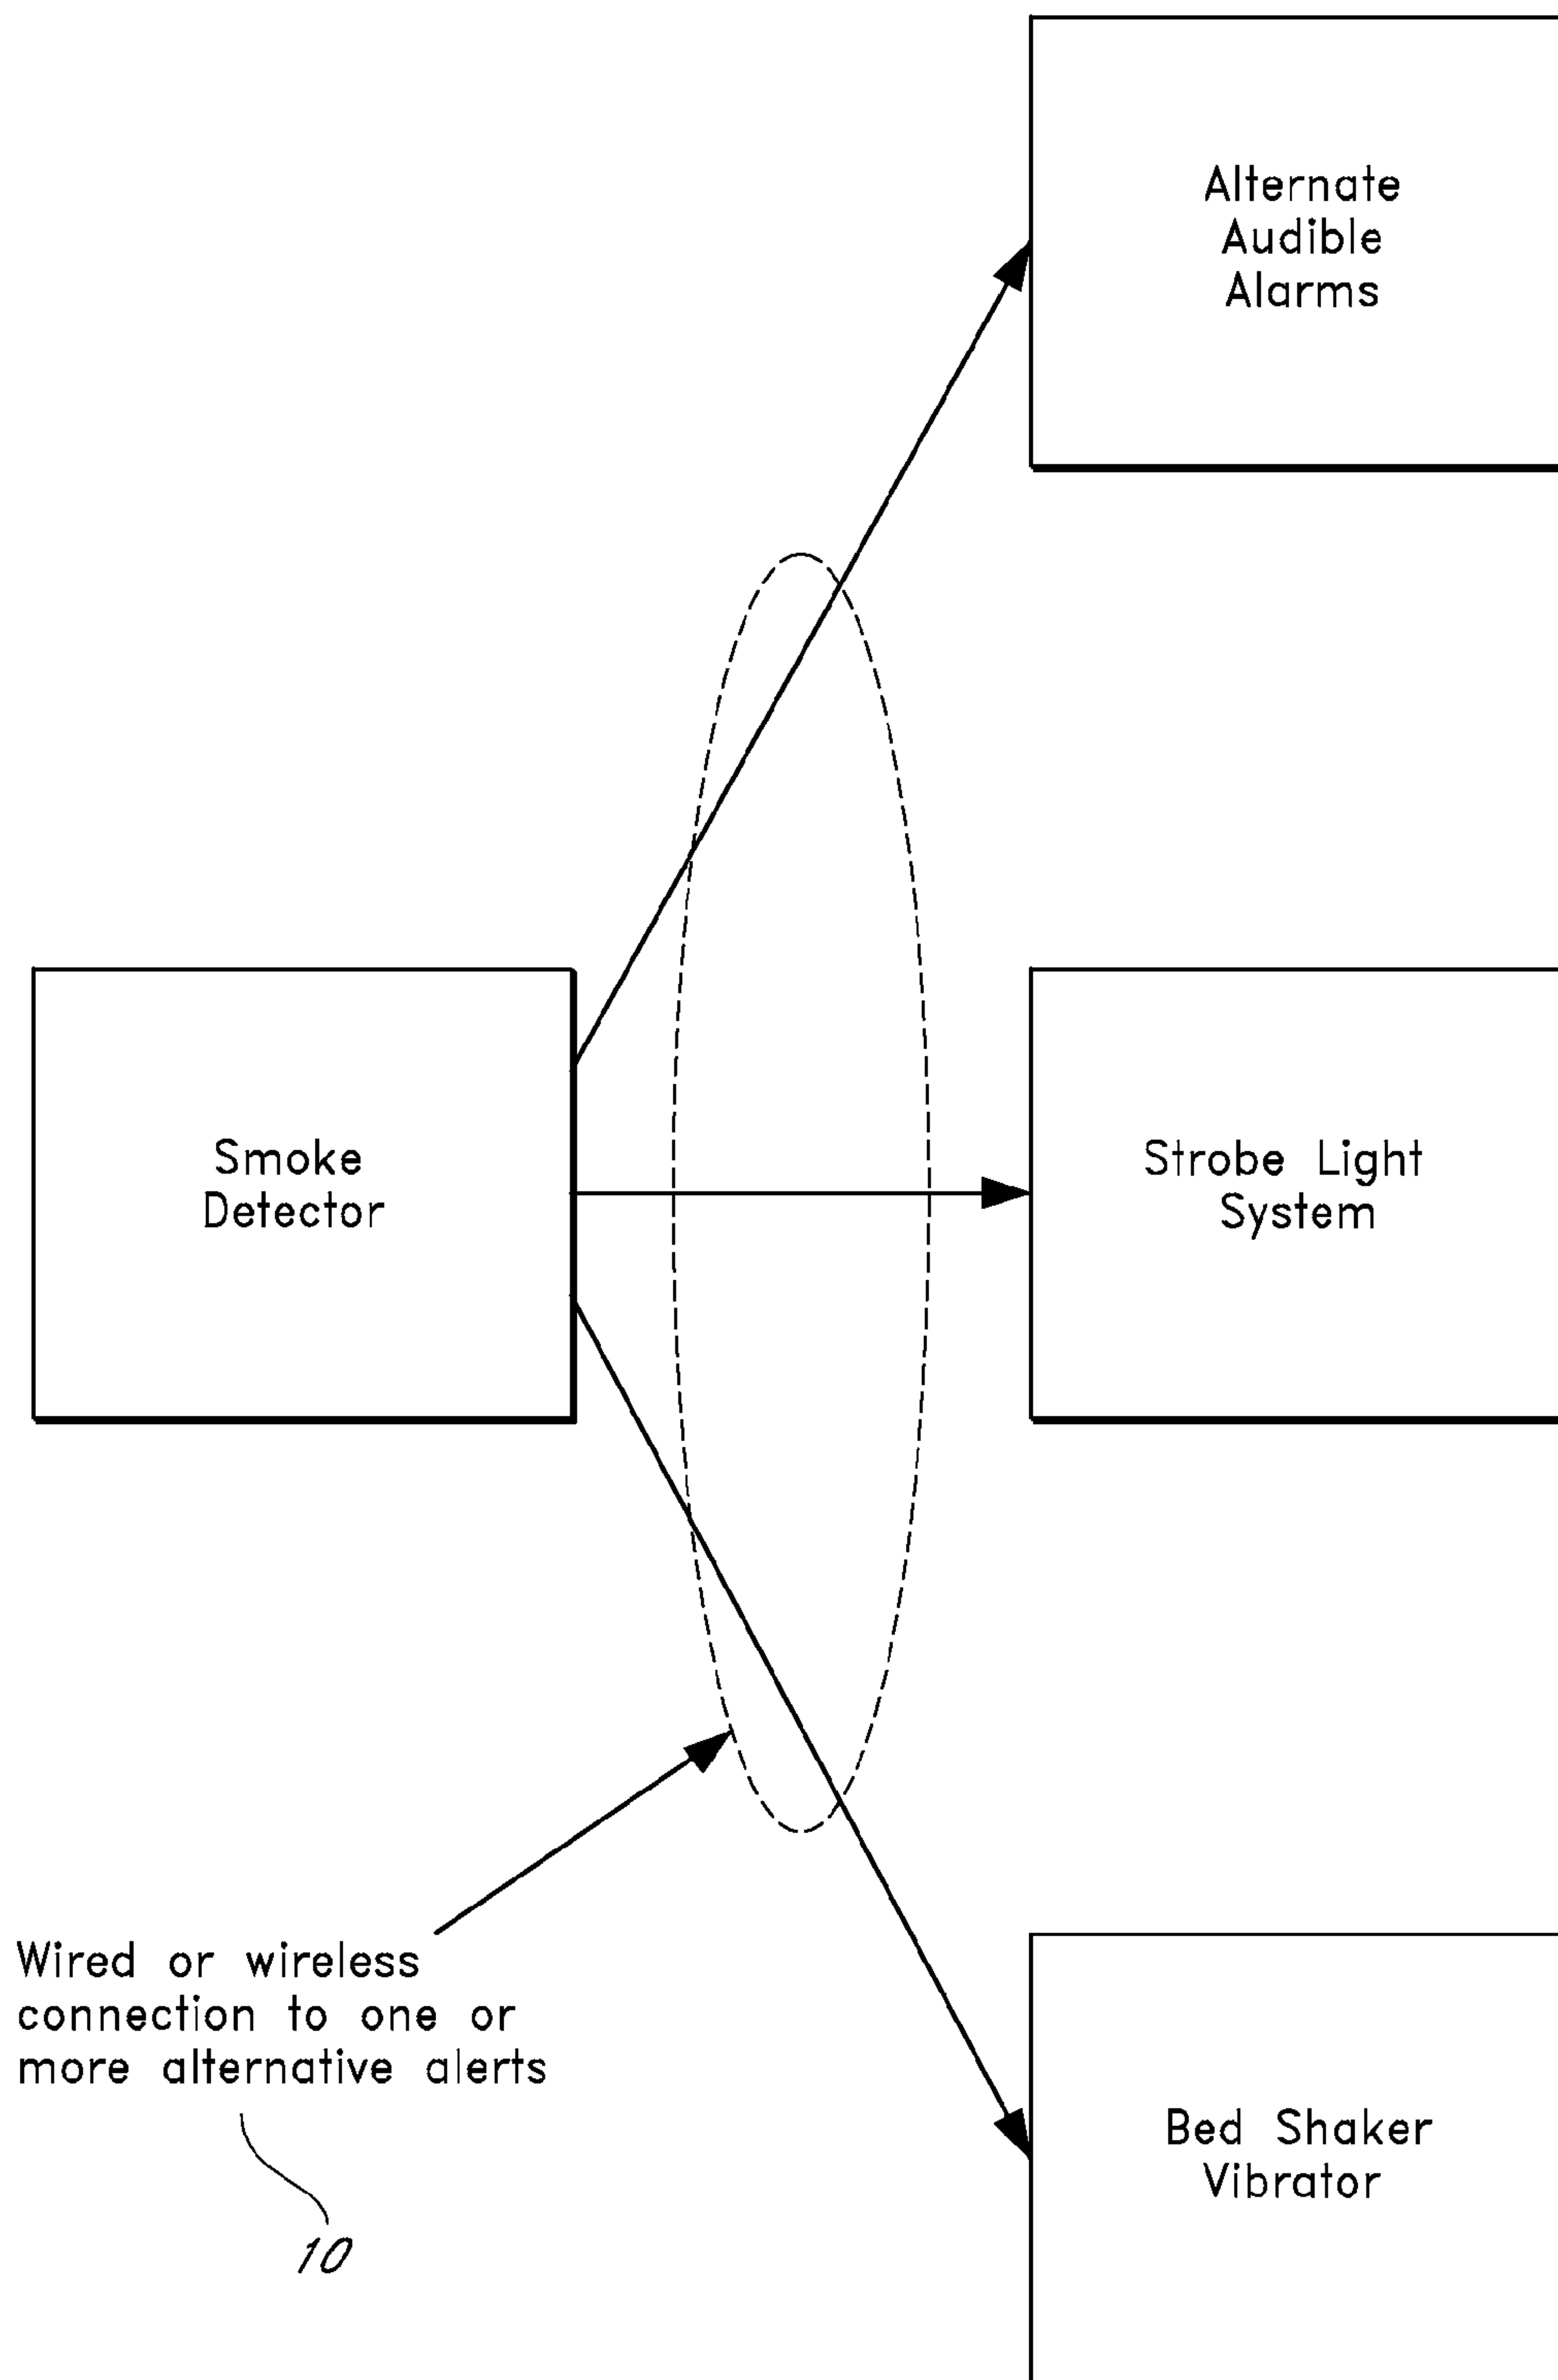 Alternate
Audible
Alarms
Smoke
Detector
Strobe Light
System
Wired or wireless
connection to one or
more alternative alerts
10
Bed Shaker
Vibrator